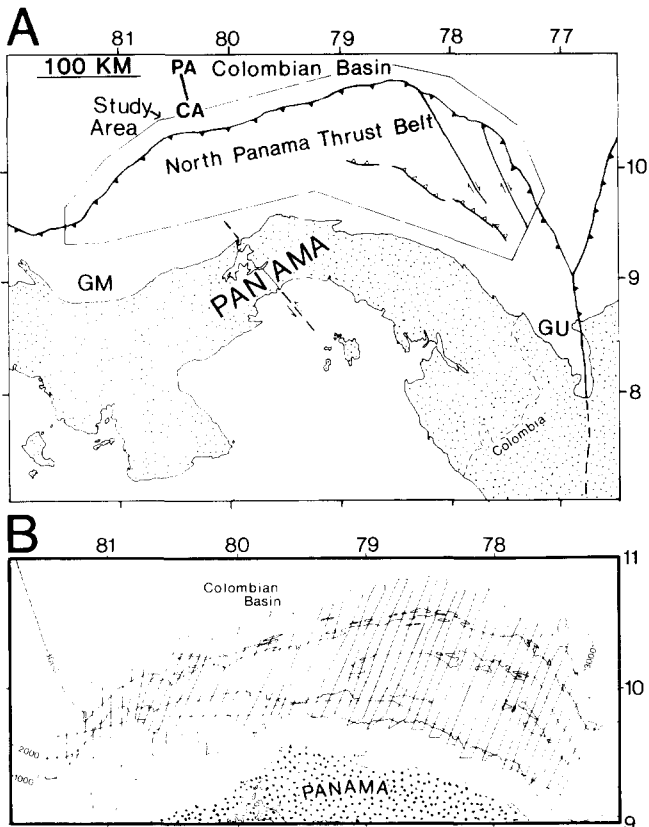 A
81 80 79 78 77
100 KM PA Colombian Basin
Study CA
Area
North Panama Thrust Belt
10
PANAMA
GM
9
GU
8
Colombia
B
81 80 79 78
11
Colombian
Basin
3000
10
2000
1000
PANAMA
9